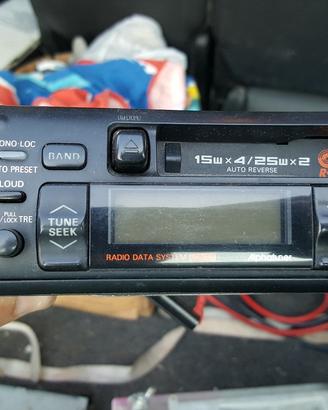 MONO·LOC
BAND
15W×4/25W×2
AUTO REVERSE
TO PRESET
LOUD
PULL
/LOCK TRE
TUNE
SEEK
RADIO DATA SYSTEM
Alphatuner